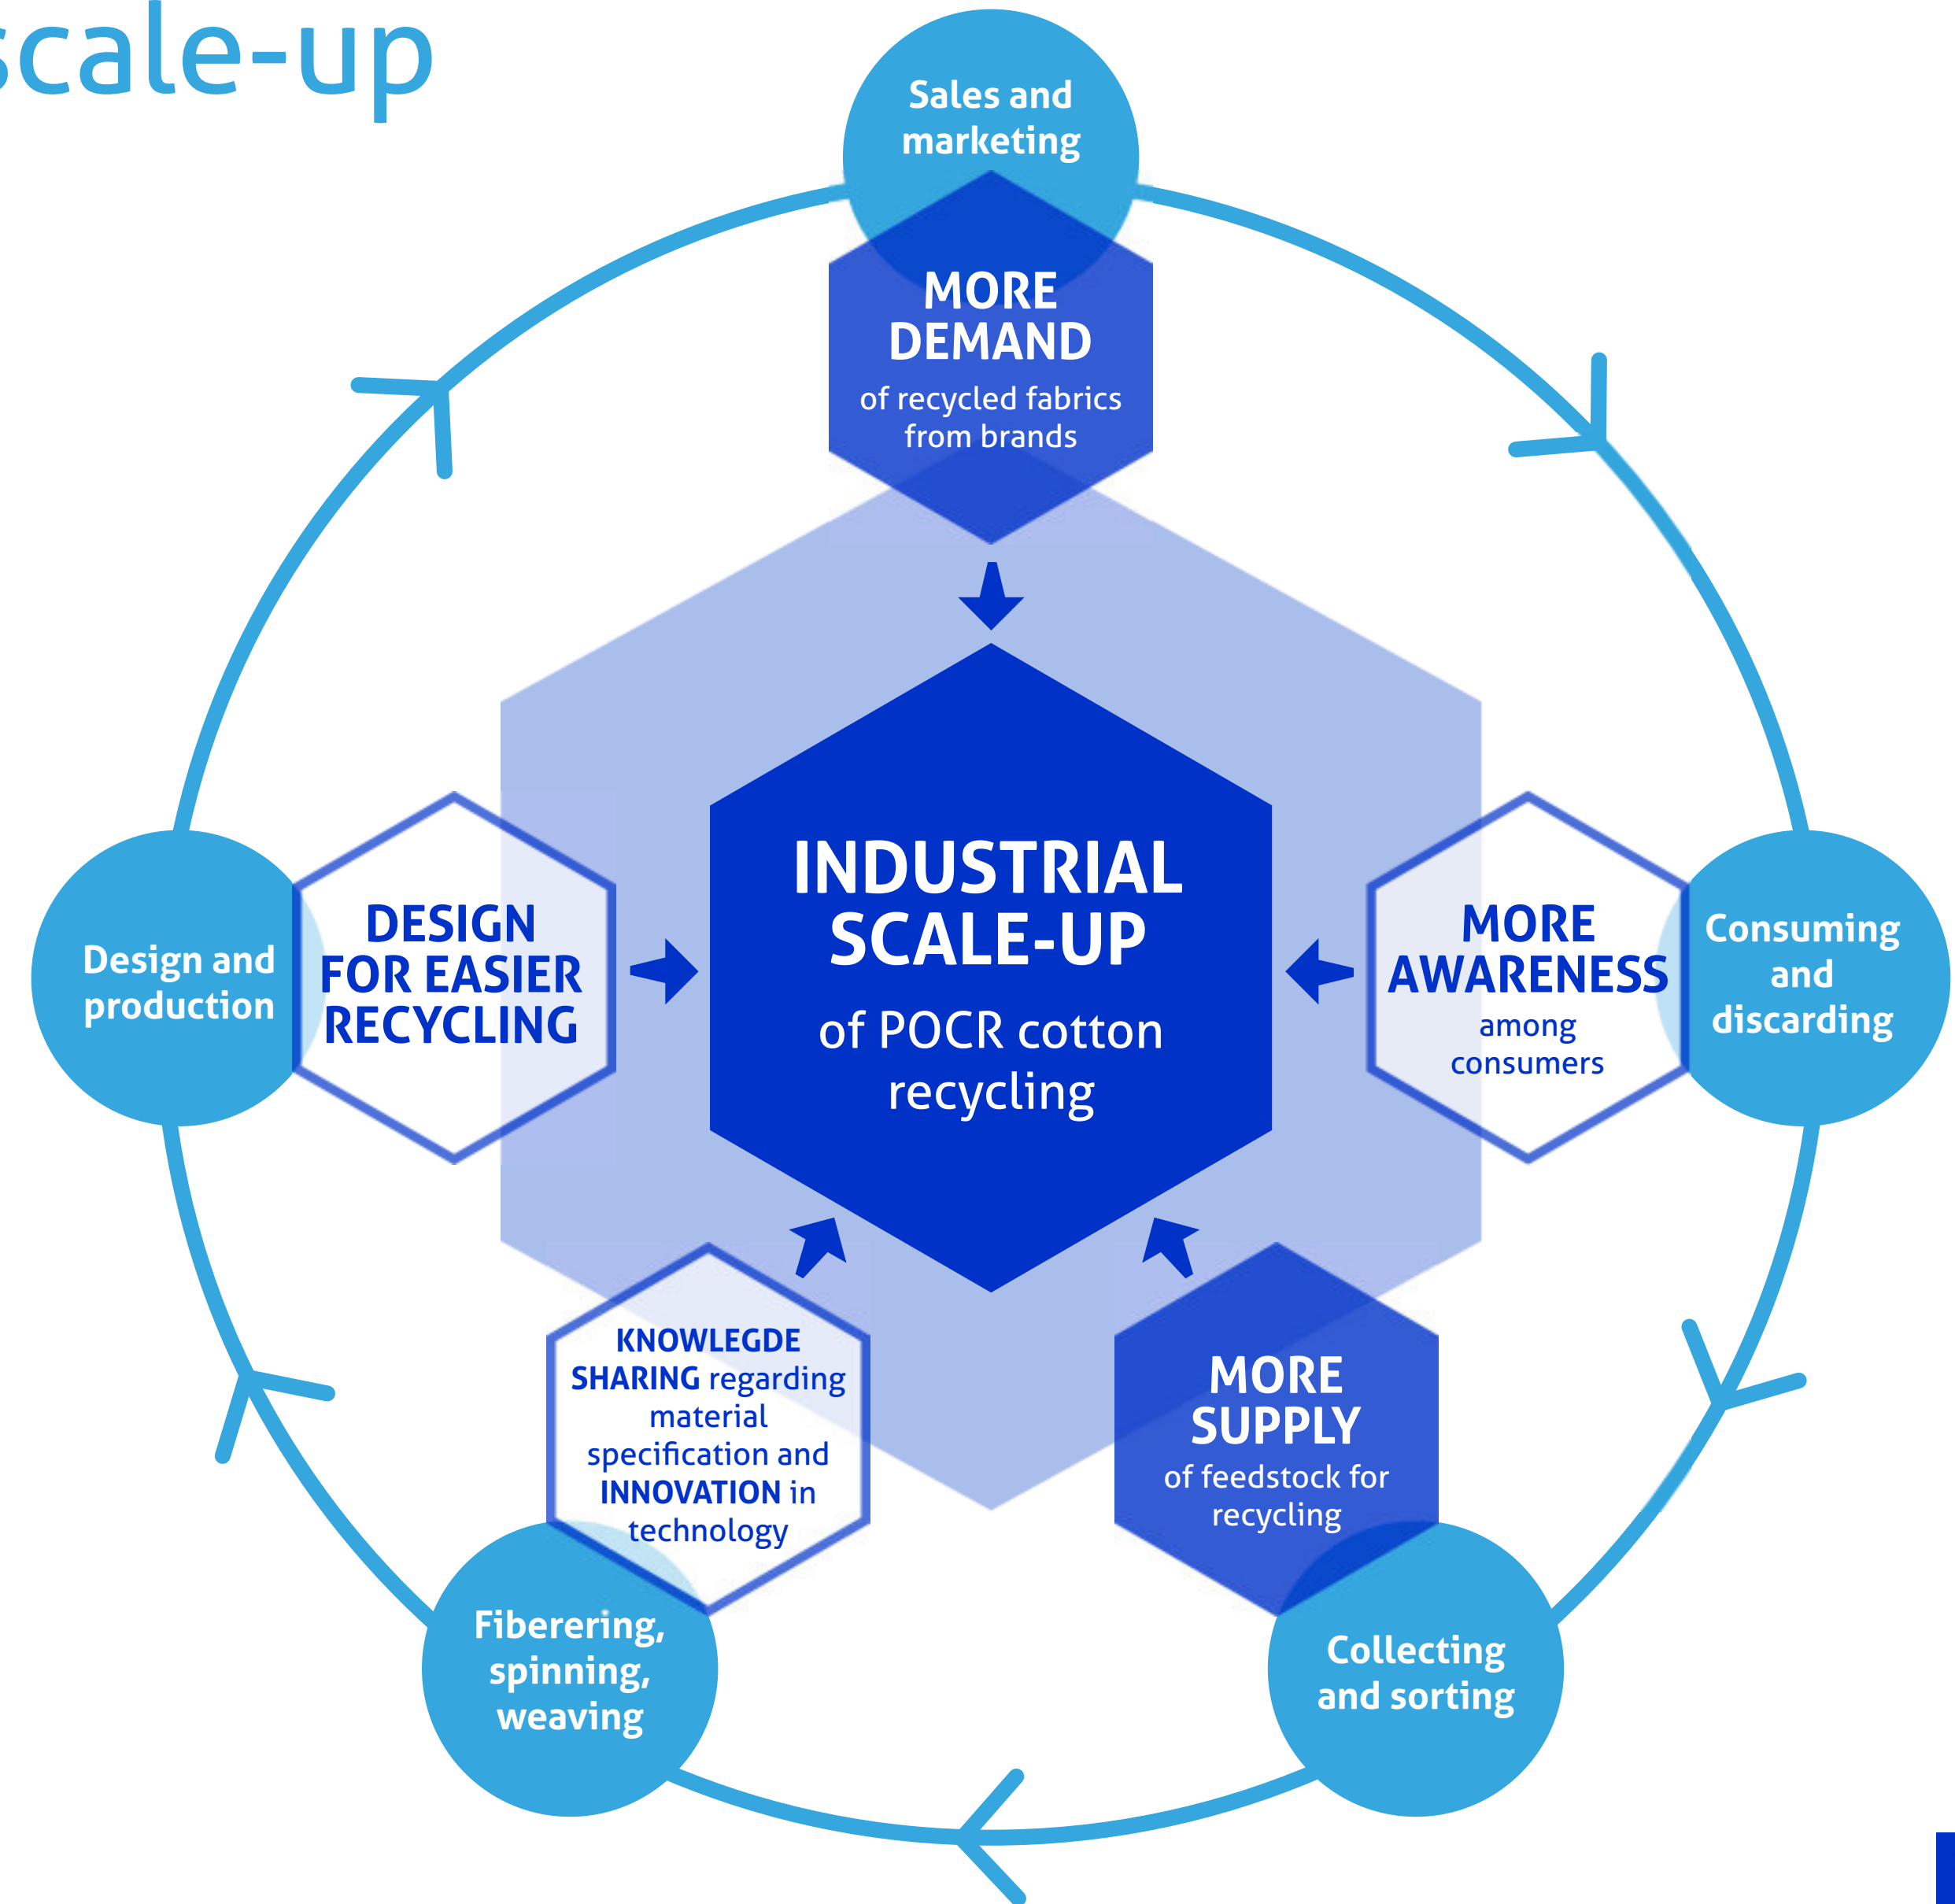 scale-up
Sales and
marketing
MORE
DEMAND
of recycled fabrics
from brands
INDUSTRIAL
SCALE-UP
of POCR cotton
recycling
Design and
production
DESIGN
FOR EASIER
RECYCLING
MORE
AWARENESS
among
consumers
Consuming
and
discarding
KNOWLEGDE
SHARING regarding
material
specification and
INNOVATION in
technology
MORE
SUPPLY
of feedstock for
recycling
Fiberering,
spinning,
weaving
Collecting
and sorting